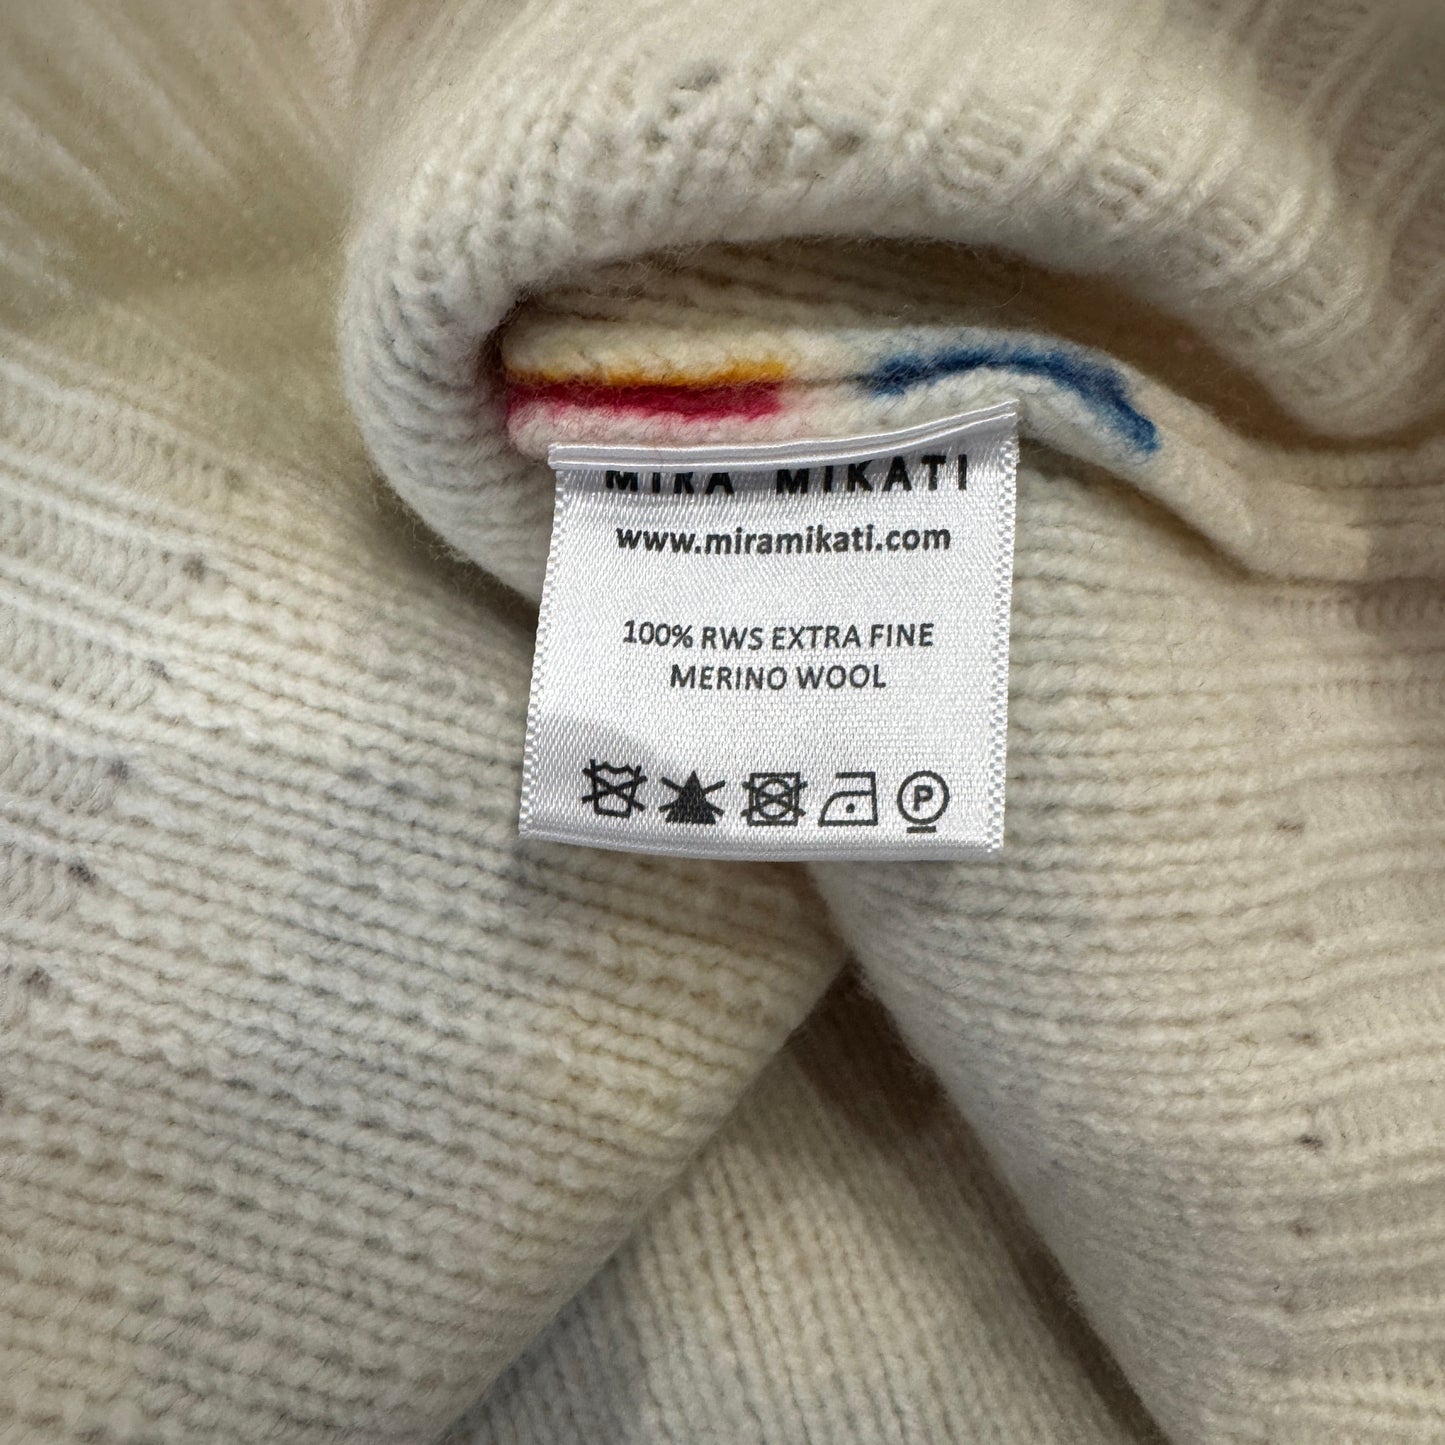 MIRA MIKATI
www.miramikati.com
100% RWS EXTRA FINE
MERINO WOOL
P